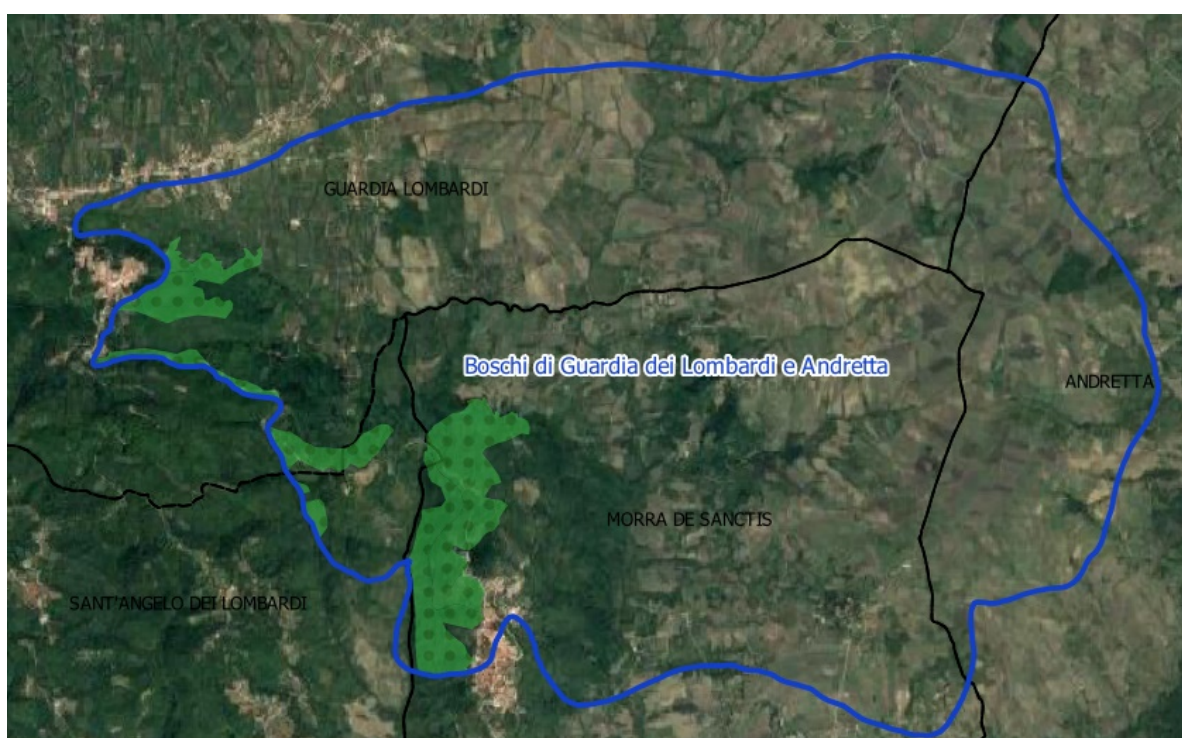 GUARDIA LOMBARDI
Boschi di Guardia dei Lombardi e Andretta
ANDRETTA
MORRA DE SANCTIS
SANT'ANGELO DEI LOMBARDI